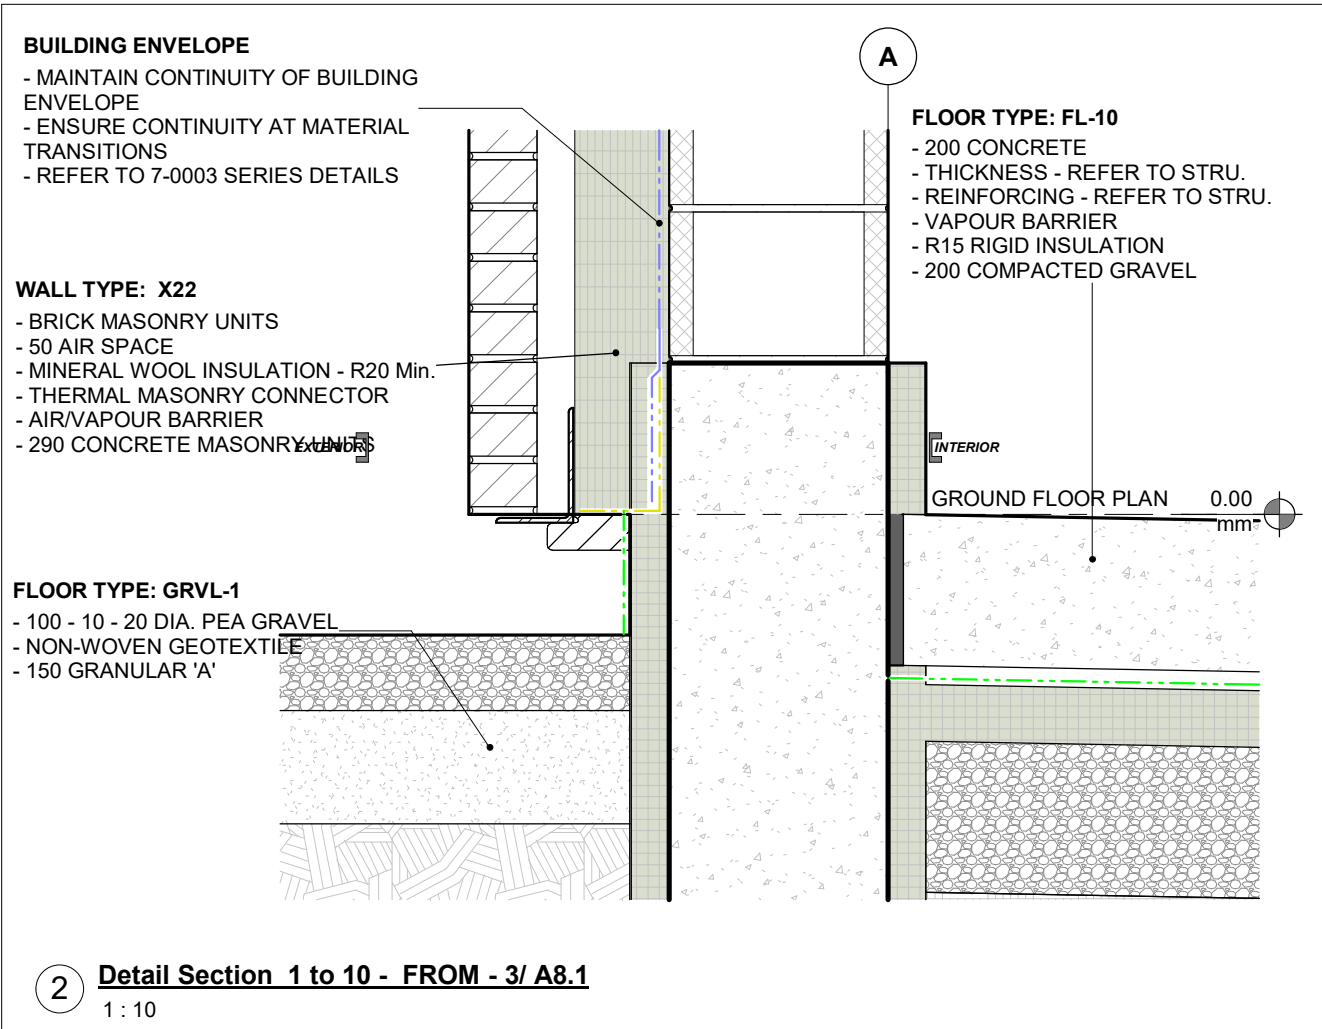 BUILDING ENVELOPE
- MAINTAIN CONTINUITY OF BUILDING
ENVELOPE
- ENSURE CONTINUITY AT MATERIAL
TRANSITIONS
- REFER TO 7-0003 SERIES DETAILS
A
FLOOR TYPE: FL-10
- 200 CONCRETE
- THICKNESS - REFER TO STRU.
- REINFORCING - REFER TO STRU.
- VAPOUR BARRIER
- R15 RIGID INSULATION
- 200 COMPACTED GRAVEL
WALL TYPE: X22
- BRICK MASONRY UNITS
- 50 AIR SPACE
- MINERAL WOOL INSULATION - R20 Min.
- THERMAL MASONRY CONNECTOR
- AIR/VAPOUR BARRIER
- 290 CONCRETE MASONRY UNITS
EXTERIOR
INTERIOR
GROUND FLOOR PLAN 0.00
mm
FLOOR TYPE: GRVL-1
- 100 - 10 - 20 DIA. PEA GRAVEL
- NON-WOVEN GEOTEXTILE
- 150 GRANULAR 'A'
2 Detail Section 1 to 10 - FROM - 3/ A8.1
1 : 10